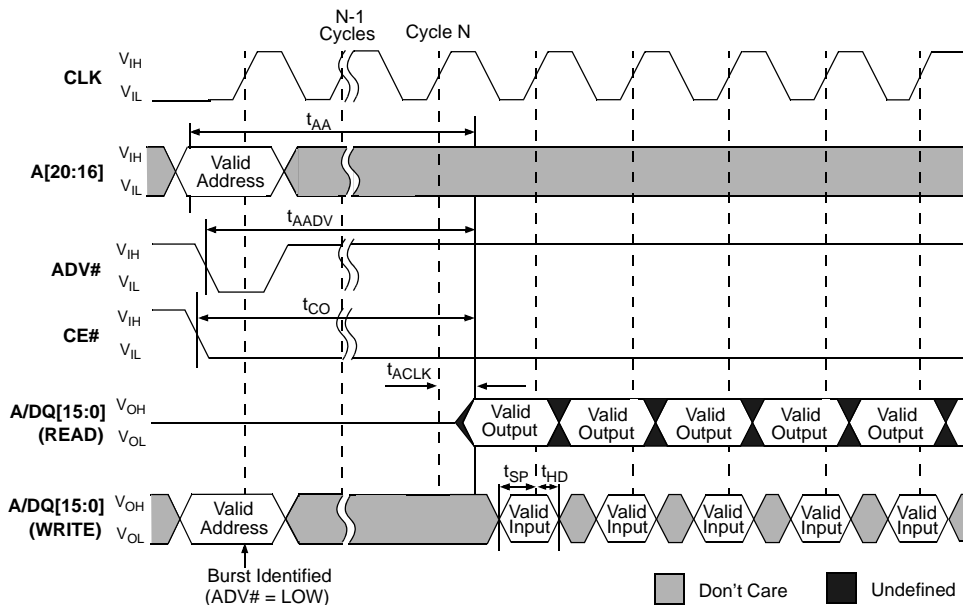 N-1
Cycles
Cycle N
CLK
VIH
VIL
tAA
A[20:16]
VIH
VIL
Valid
Address
tAADV
ADV#
VIH
VIL
tCO
CE#
VIH
VIL
tACLK
A/DQ[15:0]
(READ)
VOH
VOL
Valid
Output
Valid
Output
Valid
Output
Valid
Output
Valid
Output
tSP
tHD
A/DQ[15:0]
(WRITE)
VOH
VOL
Valid
Address
Valid
Input
Valid
Input
Valid
Input
Valid
Input
Valid
Input
Burst Identified
(ADV# = LOW)
Don't Care
Undefined